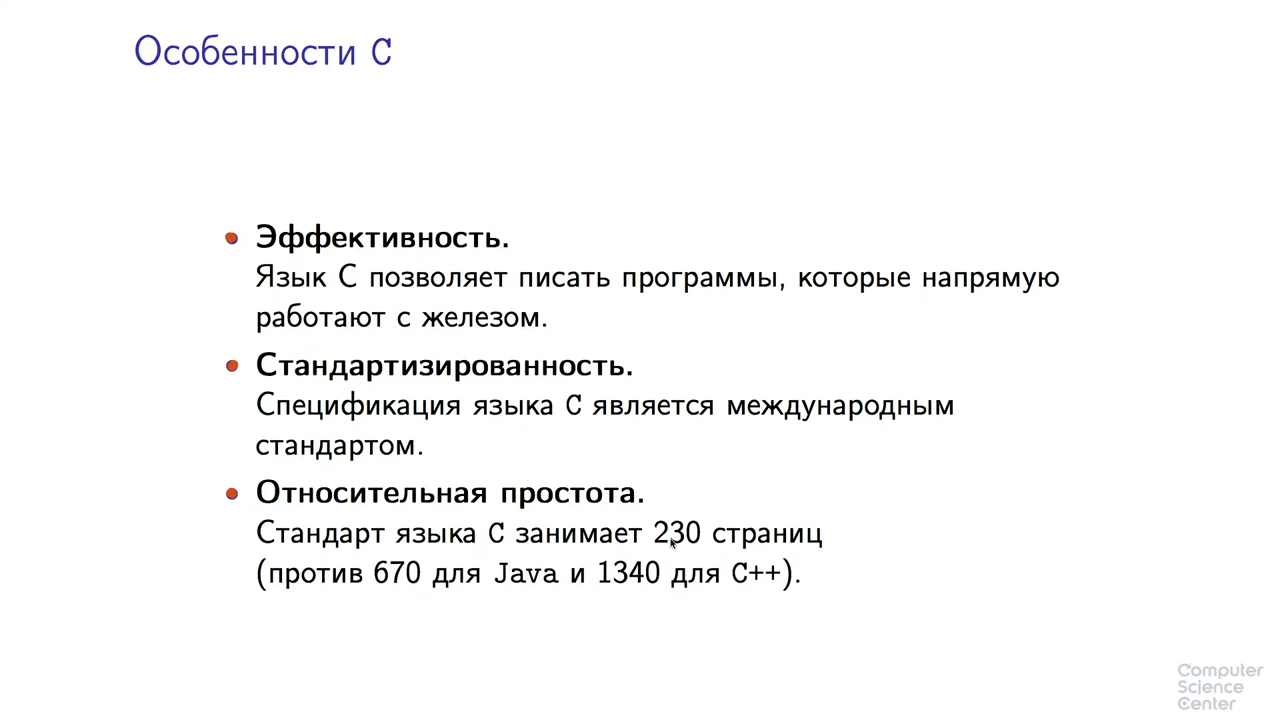 Особенности C
Эффективность.
Язык C позволяет писать программы, которые напрямую
работают с железом.
Стандартизированность.
Спецификация языка C является международным
стандартом.
Относительная простота.
Стандарт языка C занимает 230 страниц
(против 670 для Java и 1340 для C++).
Computer
Science
Center